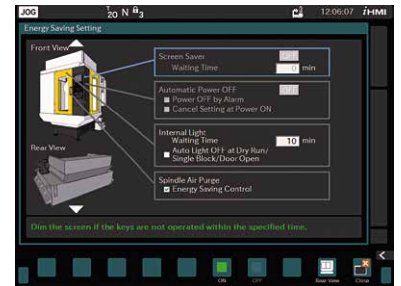 JOG
20 N 3
12:06:07
iHMI
Energy Saving Setting
Front View
Screen Saver
OFF
Waiting Time
0 min
Automatic Power OFF
OFF
Power OFF by Alarm
Cancel Setting at Power ON
Internal Light
Waiting Time
10 min
Auto Light OFF at Dry Run/
Single Block/Door Open
Rear View
Spindle Air Purge
Energy Saving Control
Dim the screen if the keys are not operated within the specified time.
ON
OFF
Rear View
Close